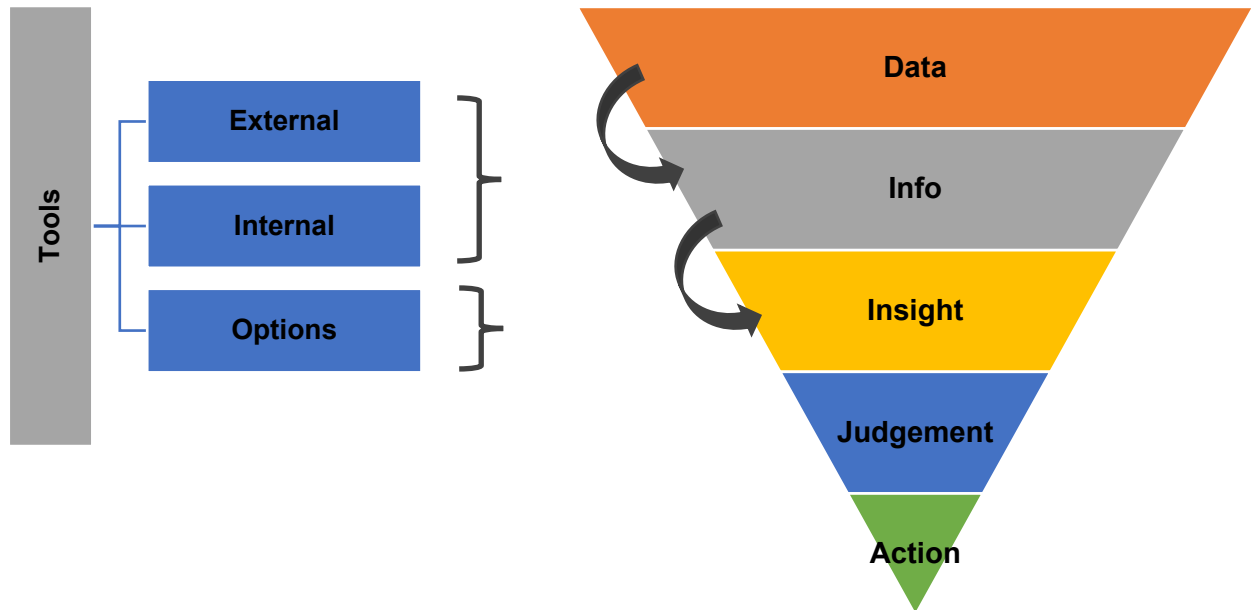 Tools
External
Internal
Options
Data
Info
Insight
Judgement
Action